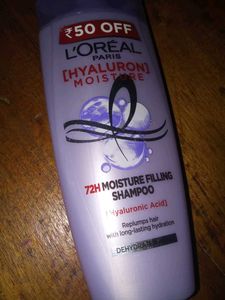 ₹50 OFF
L'ORÉAL
PARIS
[HYALURON]
MOISTURE
72H MOISTURE FILLING
SHAMPOO
[Hyaluronic Acid]
Replumps hair
with long-lasting hydration